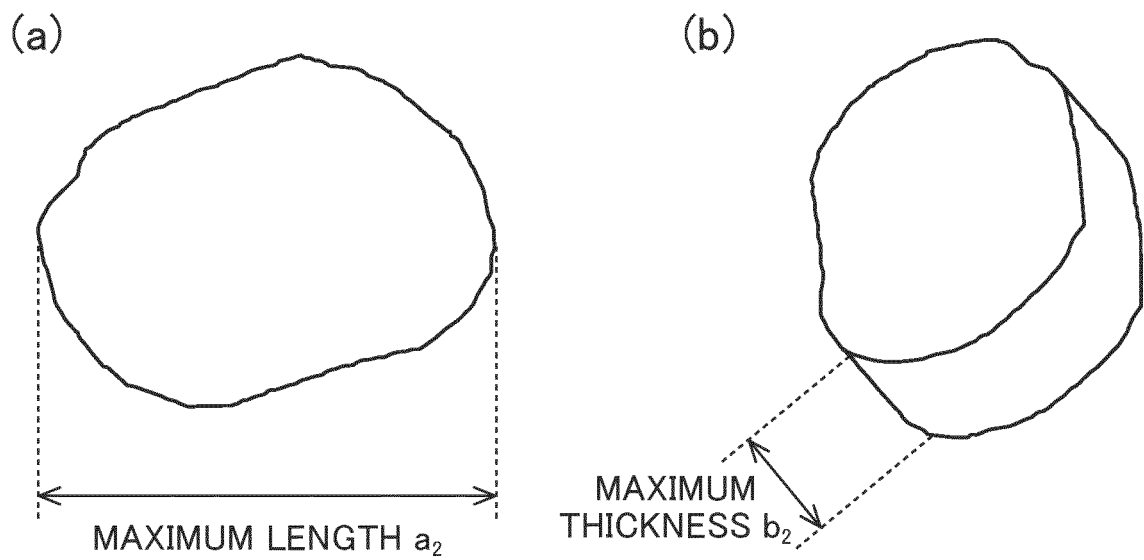 (a)
(b)
MAXIMUM LENGTH a₂
MAXIMUM
THICKNESS b₂